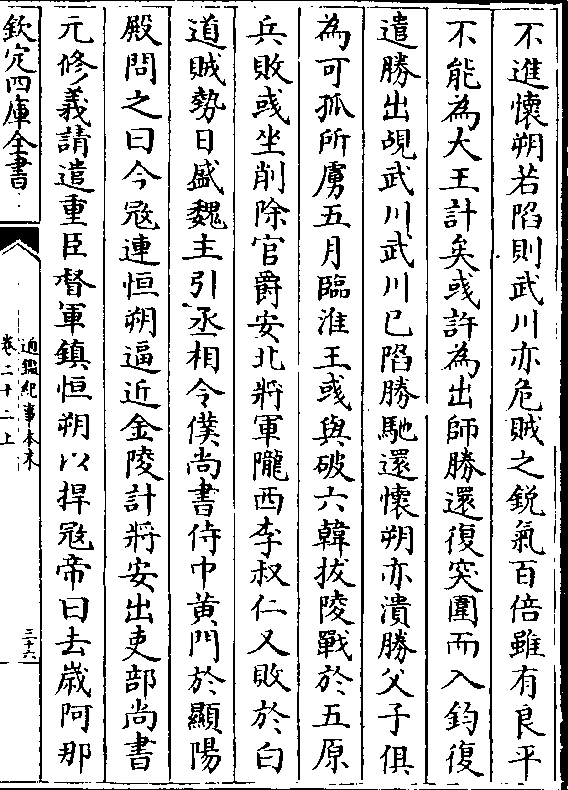 不進懷朔若陷則武川亦危賊之銳氣百倍雖有良平
不能為大王計矣彧許為出師勝還復突圍而入鈞復
遣勝出覘武川武川已陷勝馳還懷朔亦潰勝父子俱
為可孤所虜五月臨淮王彧與破六韓拔陵戰於五原
兵敗彧坐削除官爵安北將軍隴西李叔仁又敗於白
道賊勢日盛魏主引丞相令僕尚書侍中黃門於顯陽
殿問之曰今寇連恒朔逼近金陵計將安出吏部尚書
元修義請遣重臣督軍鎮恒朔以捍寇帝曰去歲阿那
欽定四庫全書
通鑑紀事本末
卷二十二上
三十六